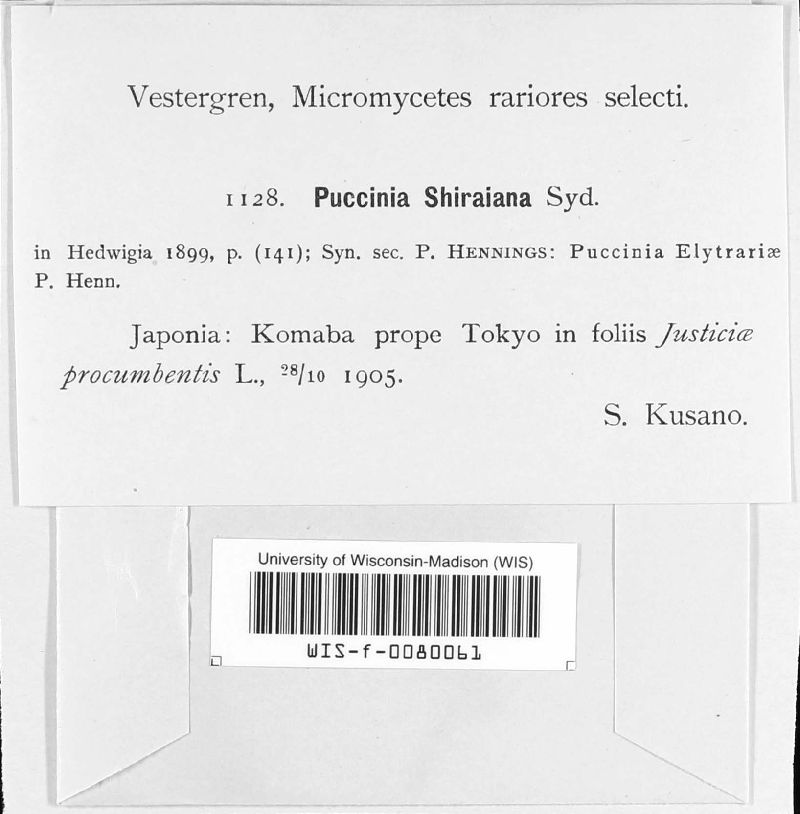 Vestergren, Micromycetes rariores selecti.
1128. Puccinia Shiraiana Syd.
in Hedwigia 1899, p. (141); Syn. sec. P. HENNINGS: Puccinia Elytrariæ
P. Henn.
Japonia: Komaba prope Tokyo in foliis Justiciæ
procumbentis L., 28/10 1905.
S. Kusano.
University of Wisconsin-Madison (WIS)
WIS-f-0080061